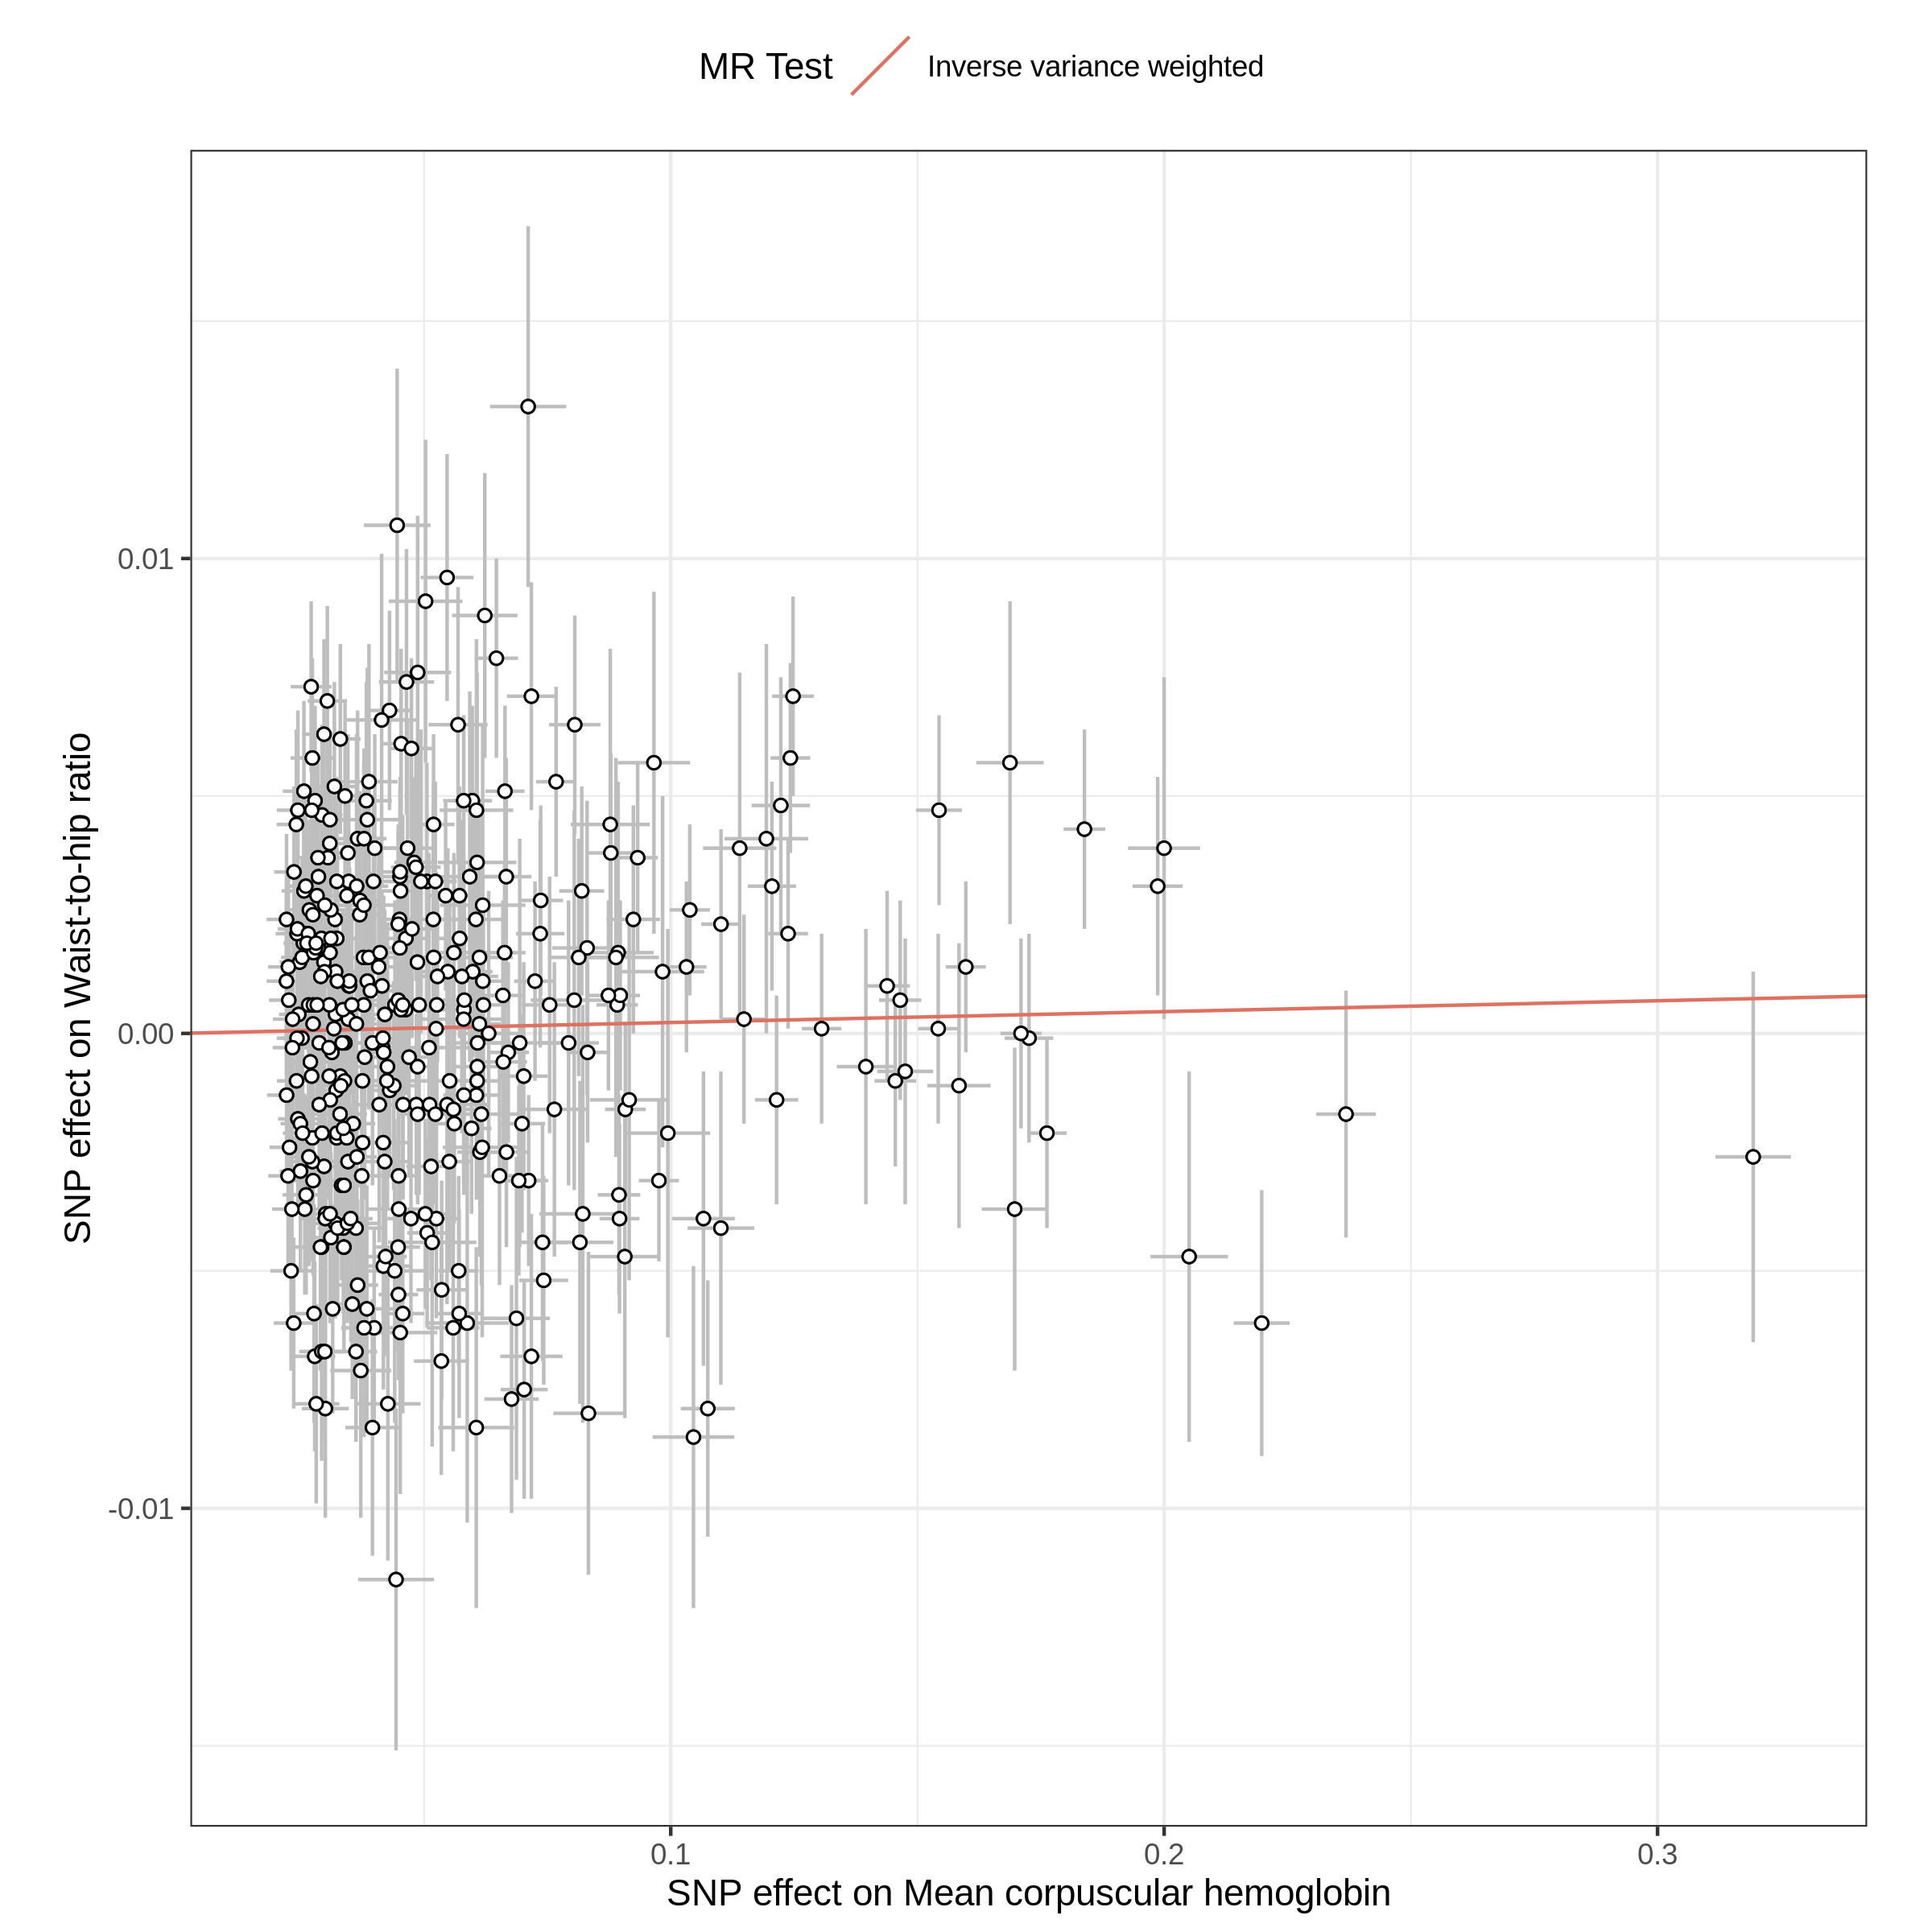 MR Test
Inverse variance weighted
SNP effect on Waist-to-hip ratio
0.01
0.00
-0.01
0.1
0.2
0.3
SNP effect on Mean corpuscular hemoglobin